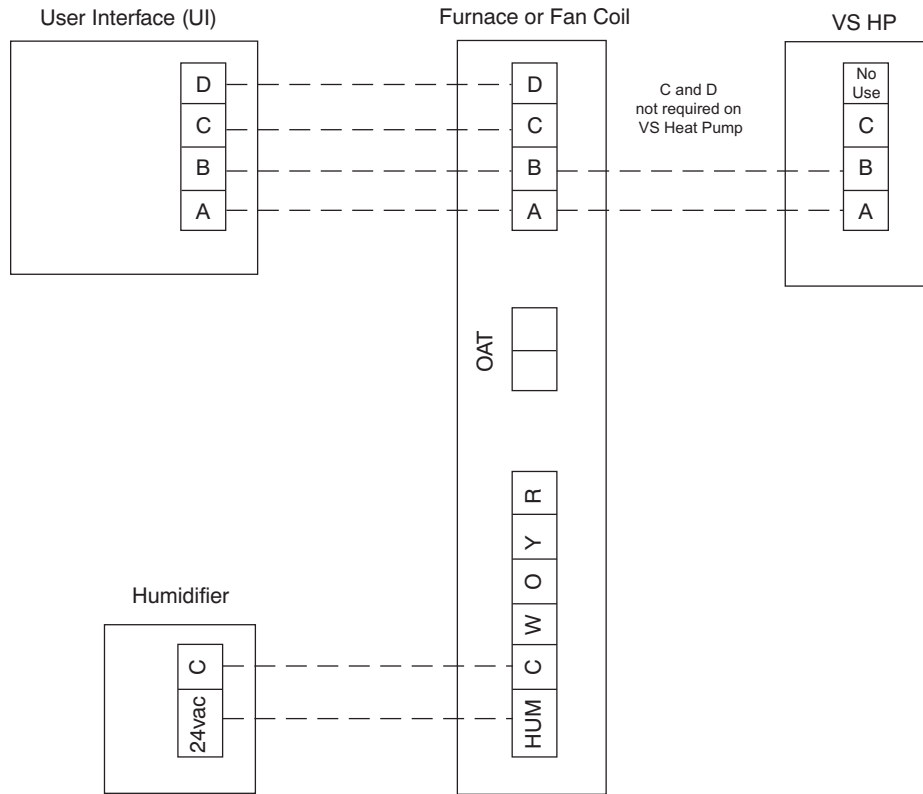 User Interface (UI)
Furnace or Fan Coil
VS HP
D
C
B
A
D
C
B
A
C and D
not required on
VS Heat Pump
No
Use
C
B
A
OAT
R
Y
O
W
C
HUM
Humidifier
C
24vac